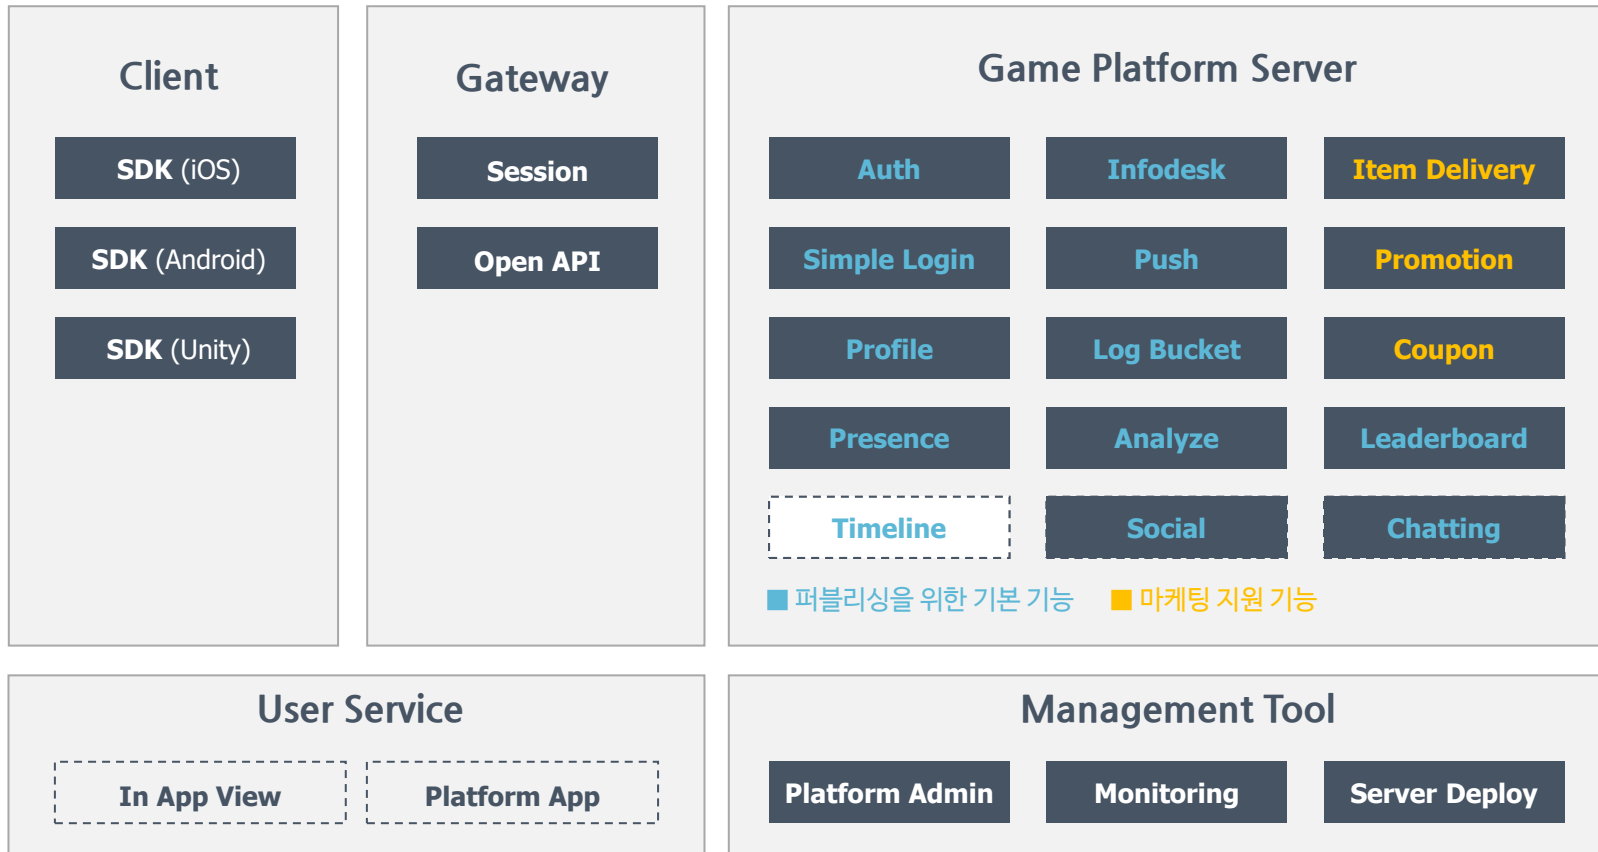 Client
SDK (iOS)
SDK (Android)
SDK (Unity)
Gateway
Session
Open API
Game Platform Server
Auth
Infodesk
Item Delivery
Simple Login
Push
Promotion
Profile
Log Bucket
Coupon
Presence
Analyze
Leaderboard
Timeline
Social
Chatting
퍼블리싱을 위한 기본 기능
마케팅 지원 기능
User Service
In App View
Platform App
Management Tool
Platform Admin
Monitoring
Server Deploy